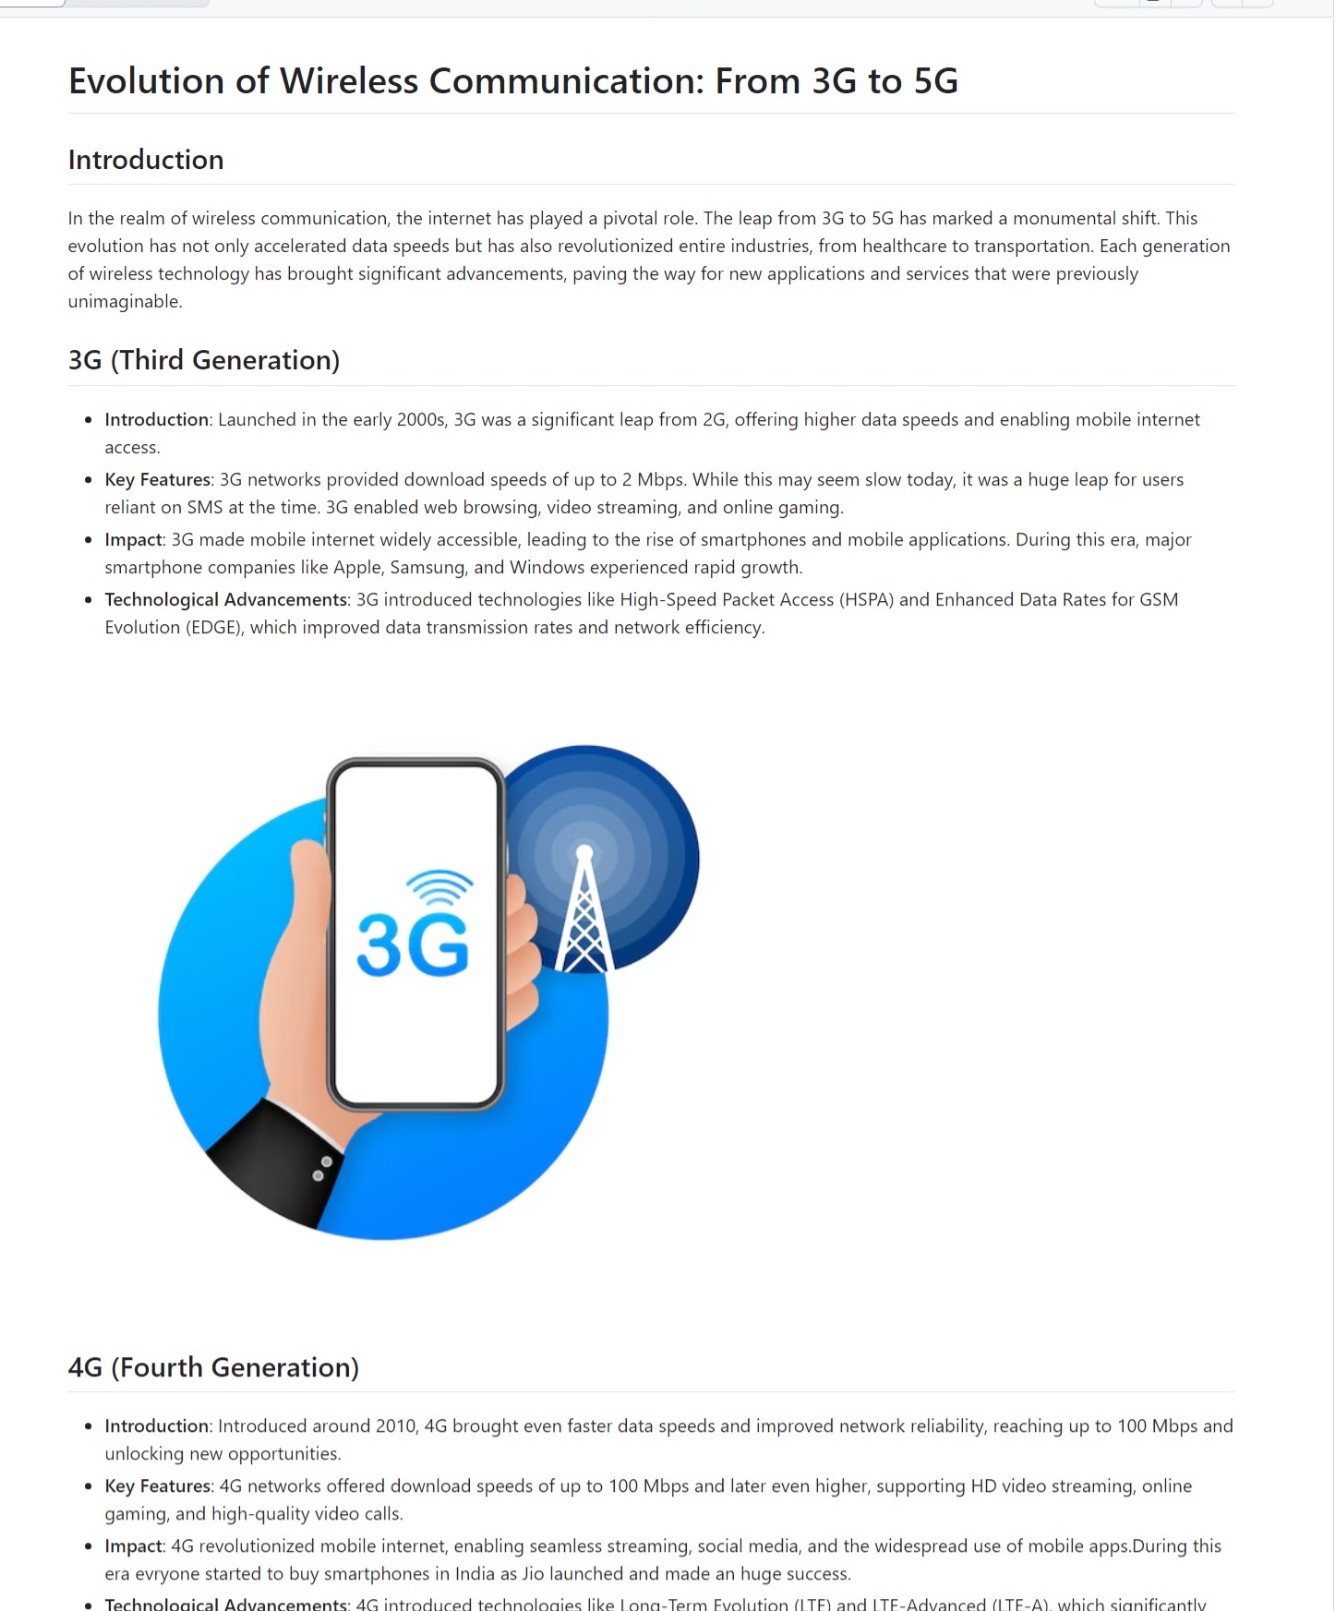 Evolution of Wireless Communication: From 3G to 5G
Introduction
In the realm of wireless communication, the internet has played a pivotal role. The leap from 3G to 5G has marked a monumental shift. This
evolution has not only accelerated data speeds but has also revolutionized entire industries, from healthcare to transportation. Each generation
of wireless technology has brought significant advancements, paving the way for new applications and services that were previously
unimaginable.
3G (Third Generation)
• Introduction: Launched in the early 2000s, 3G was a significant leap from 2G, offering higher data speeds and enabling mobile internet
access.
• Key Features: 3G networks provided download speeds of up to 2 Mbps. While this may seem slow today, it was a huge leap for users
reliant on SMS at the time. 3G enabled web browsing, video streaming, and online gaming.
• Impact: 3G made mobile internet widely accessible, leading to the rise of smartphones and mobile applications. During this era, major
smartphone companies like Apple, Samsung, and Windows experienced rapid growth.
• Technological Advancements: 3G introduced technologies like High-Speed Packet Access (HSPA) and Enhanced Data Rates for GSM
Evolution (EDGE), which improved data transmission rates and network efficiency.
3G
4G (Fourth Generation)
• Introduction: Introduced around 2010, 4G brought even faster data speeds and improved network reliability, reaching up to 100 Mbps and
unlocking new opportunities.
• Key Features: 4G networks offered download speeds of up to 100 Mbps and later even higher, supporting HD video streaming, online
gaming, and high-quality video calls.
• Impact: 4G revolutionized mobile internet, enabling seamless streaming, social media, and the widespread use of mobile apps.During this
era evryone started to buy smartphones in India as Jio launched and made an huge success.
• Technological Advancements: 4G introduced technologies like Long-Term Evolution (LTE) and LTE-Advanced (LTE-A), which significantly